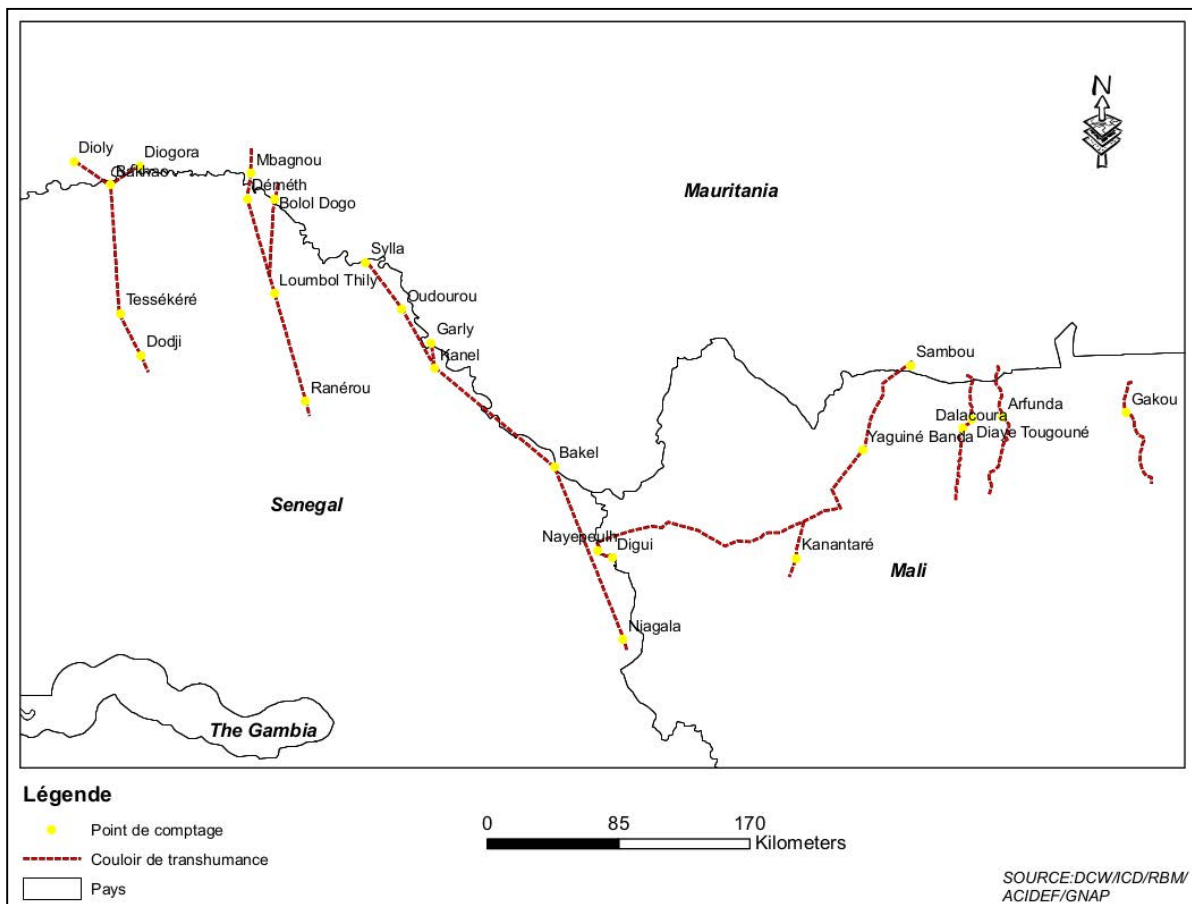 N
Dioly
Diogora
Bakhao
Mbagnou
Déméth
Bolol Dogo
Mauritania
Sylla
Loumbol Thily
Oudourou
Tessékéré
Garly
Dodji
Kanel
Sambou
Ranérou
Arfunda
Gakou
Dalacoura
Yaguiné Banda
Diaye Tougouné
Bakel
Senegal
Nayepeulh
Digui
Kanantaré
Mali
Niagala
The Gambia
Légende
Point de comptage
Couloir de transhumance
Pays
0 85 170
Kilometers
SOURCE:DCW/ICD/RBM/
ACIDEF/GNAP